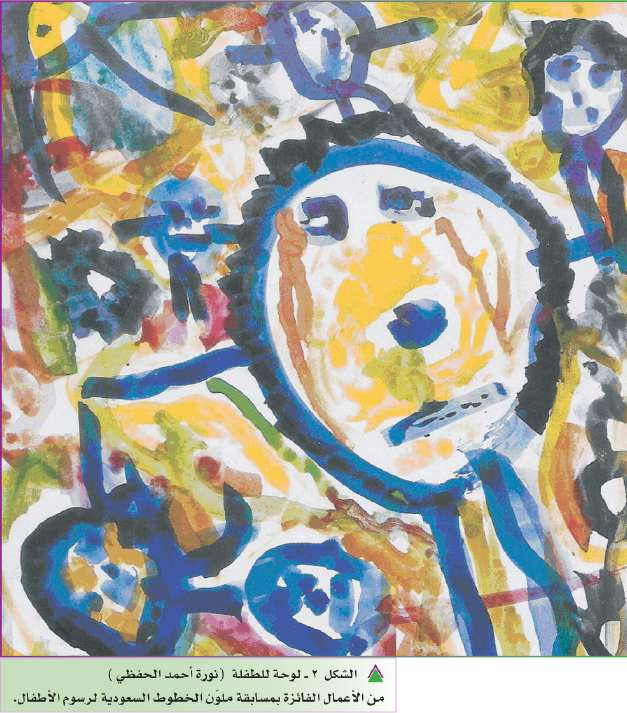 الشكل ٢ ـ لوحة للطفلة ( نورة أحمد الحفظي )
من الأعمال الفائزة بمسابقة ملوّن الخطوط السعودية لرسوم الأطفال.